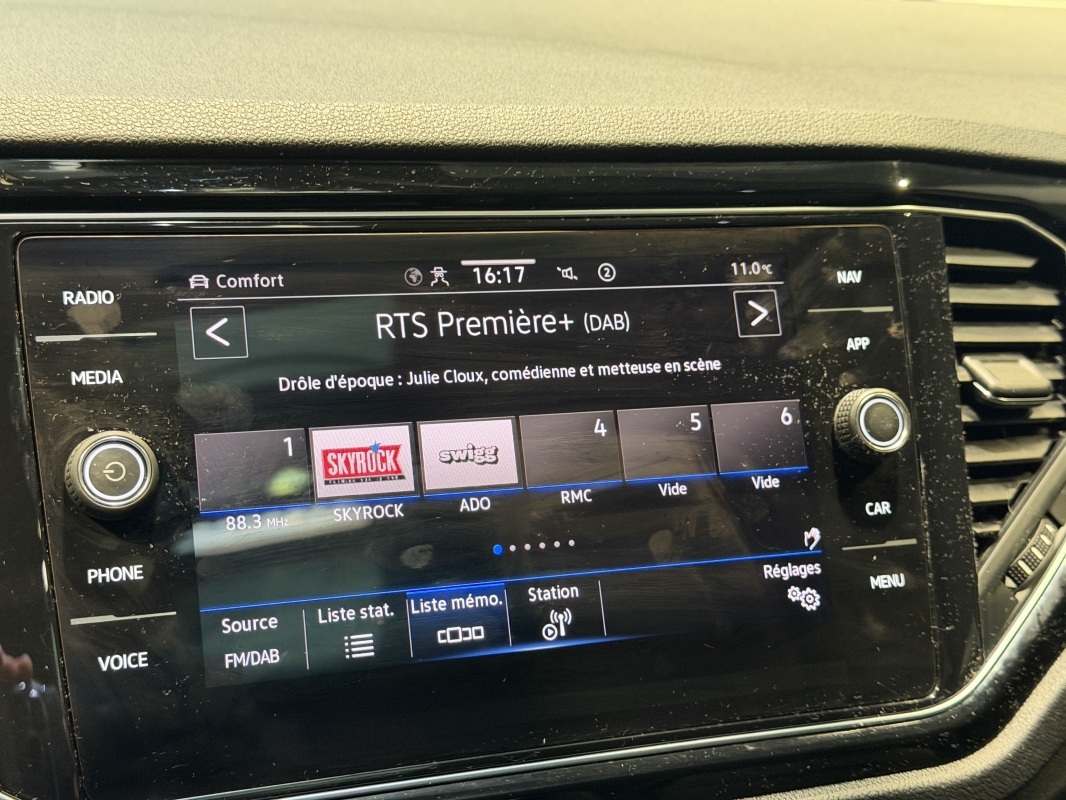 RADIO
MEDIA
PHONE
VOICE
Comfort
16:17
2
11.0°C
RTS Première+ (DAB)
Drôle d'époque : Julie Cloux, comédienne et metteuse en scène
1
88.3 MHz
SKYROCK
SKYROCK
swigg
ADO
4
RMC
5
Vide
6
Vide
Réglages
Source
FM/DAB
Liste stat.
Liste mémo.
Station
NAV
APP
CAR
MENU